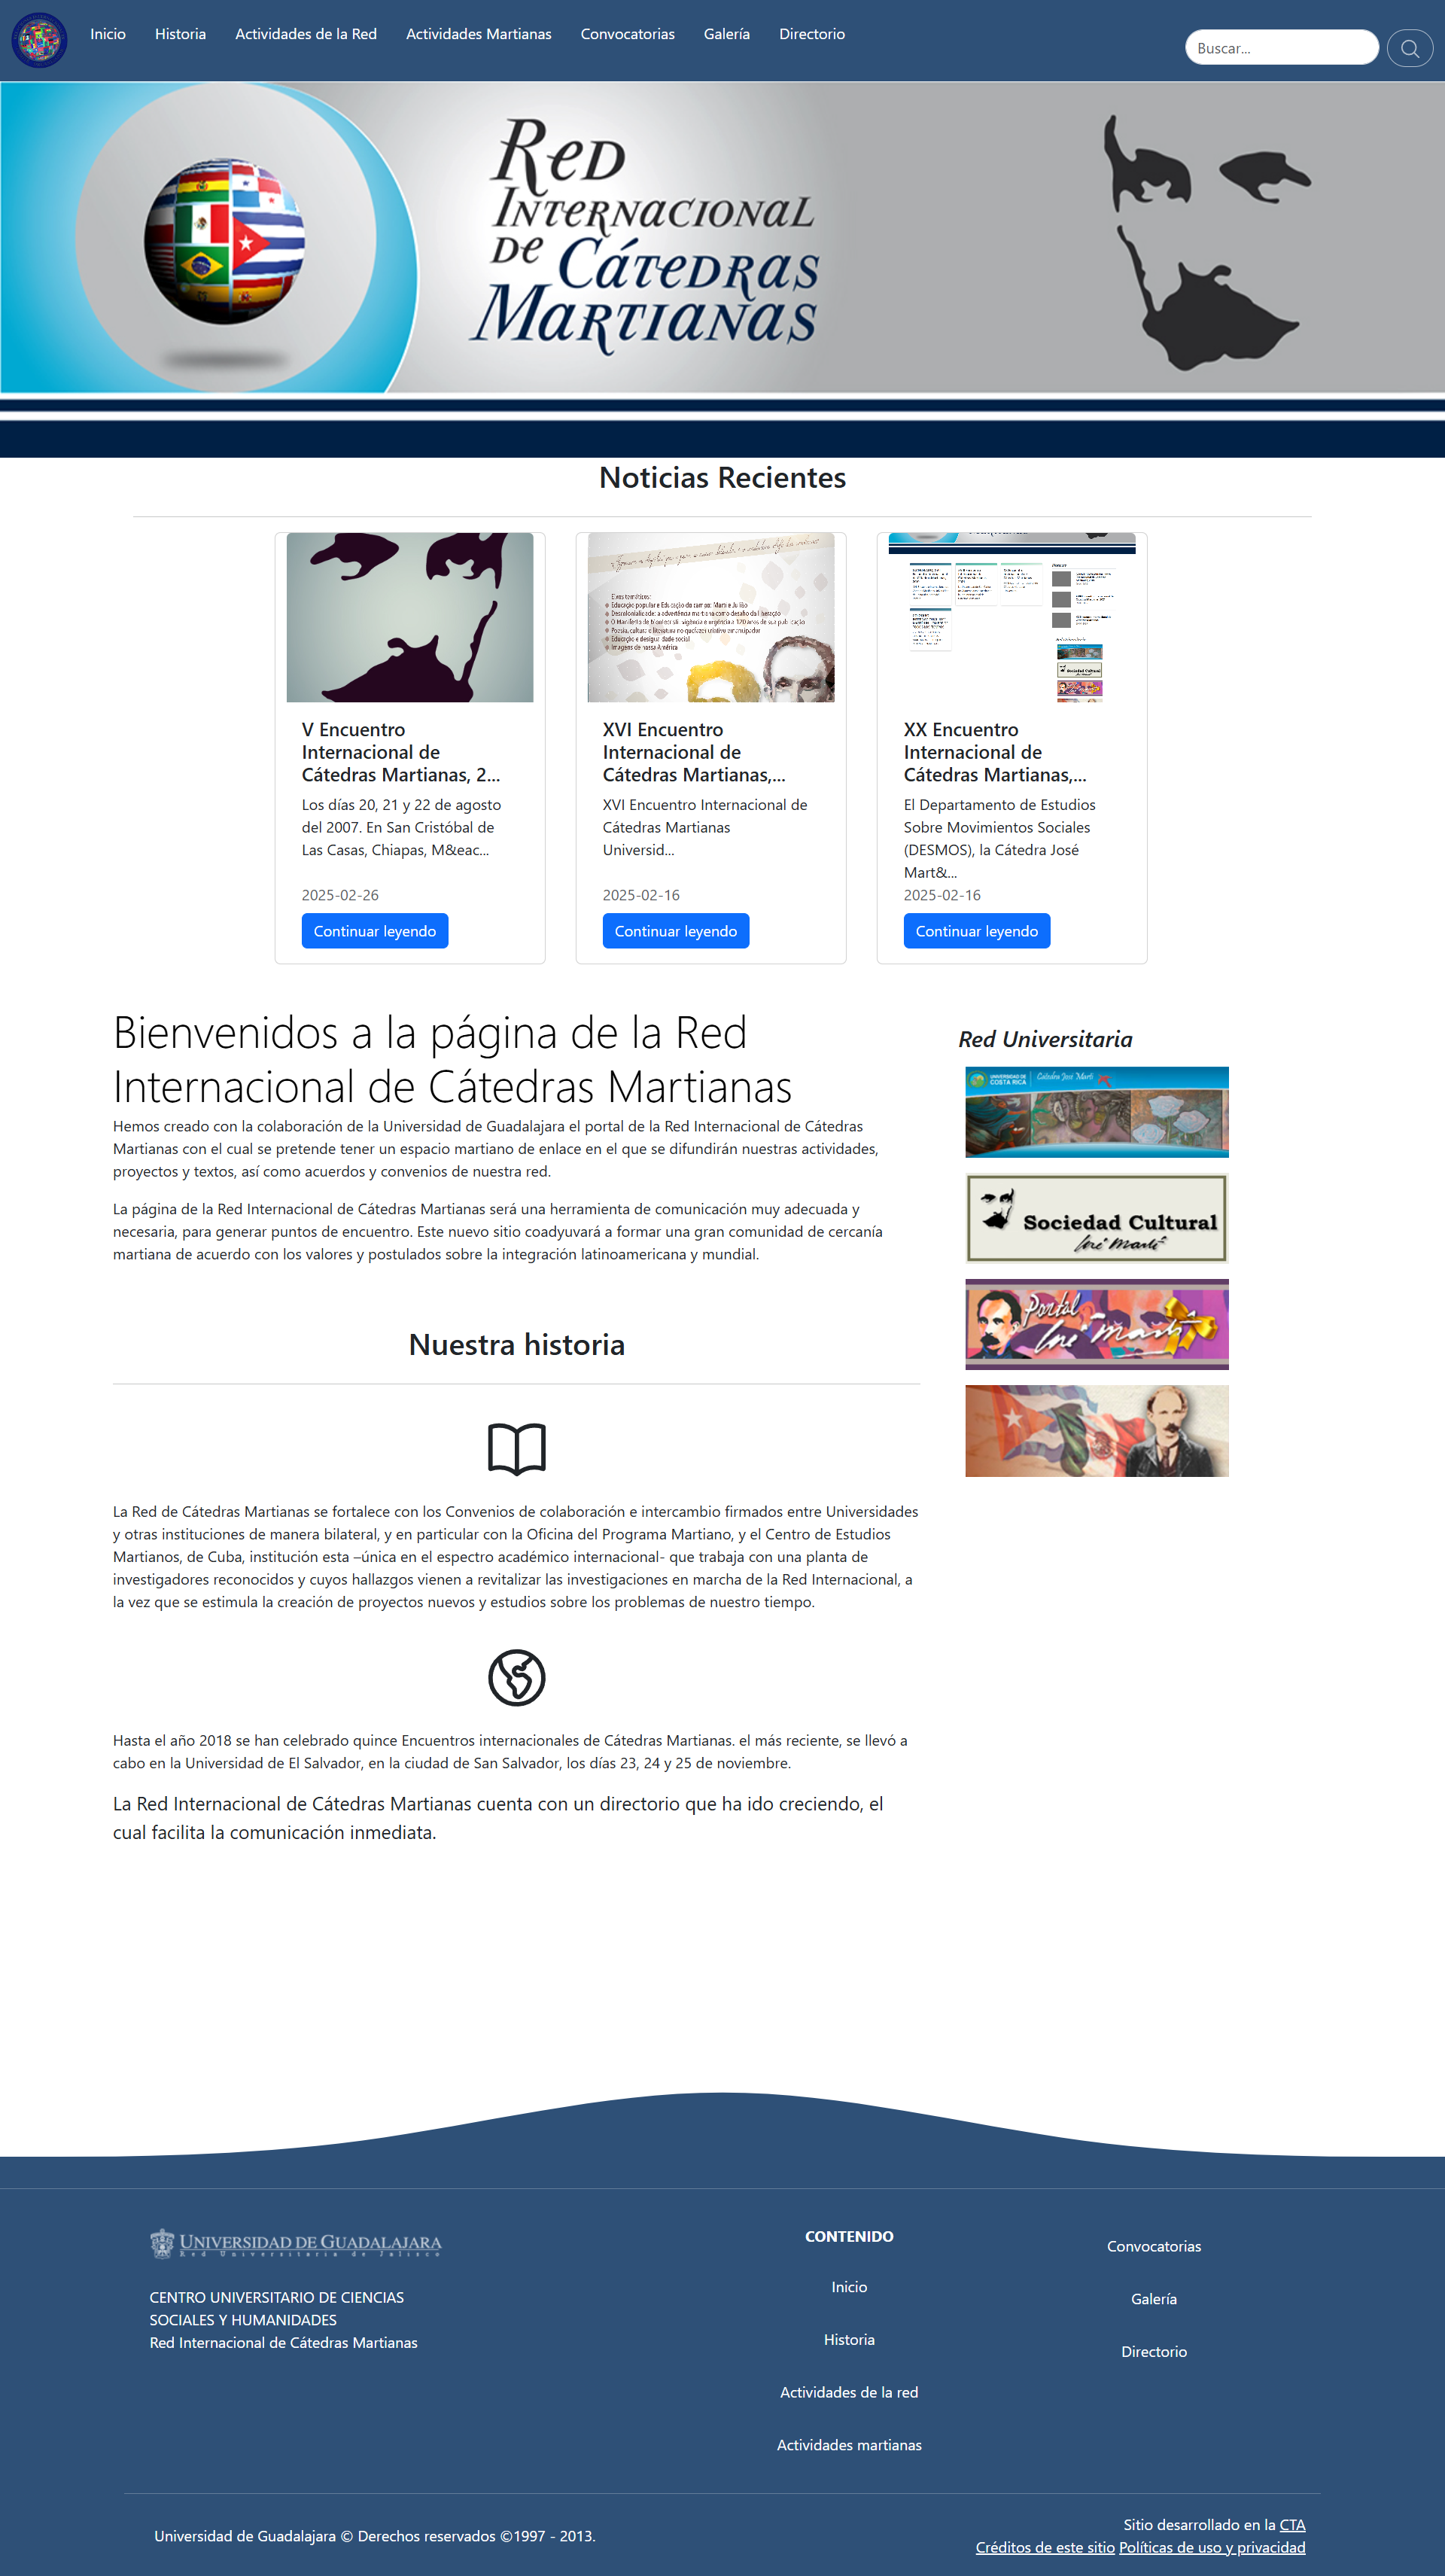 Inicio
Historia
Actividades de la Red
Actividades Martianas
Convocatorias
Galería
Directorio
Buscar...
Red
Internacional
de Cátedras
Martianas
Noticias Recientes
Ejes temáticos:
V Encuentro
Internacional de
Cátedras Martianas, 2...
Los días 20, 21 y 22 de agosto
del 2007. En San Cristóbal de
Las Casas, Chiapas, M&eac...
2025-02-26
Continuar leyendo
XVI Encuentro
Internacional de
Cátedras Martianas,...
XVI Encuentro Internacional de
Cátedras Martianas
Universid...
2025-02-16
Continuar leyendo
XX Encuentro
Internacional de
Cátedras Martianas,...
El Departamento de Estudios
Sobre Movimientos Sociales
(DESMOS), la Cátedra José
Mart&...
2025-02-16
Continuar leyendo
Bienvenidos a la página de la Red
Internacional de Cátedras Martianas
Hemos creado con la colaboración de la Universidad de Guadalajara el portal de la Red Internacional de Cátedras
Martianas con el cual se pretende tener un espacio martiano de enlace en el que se difundirán nuestras actividades,
proyectos y textos, así como acuerdos y convenios de nuestra red.
La página de la Red Internacional de Cátedras Martianas será una herramienta de comunicación muy adecuada y
necesaria, para generar puntos de encuentro. Este nuevo sitio coadyuvará a formar una gran comunidad de cercanía
martiana de acuerdo con los valores y postulados sobre la integración latinoamericana y mundial.
Red Universitaria
UNIVERSIDAD DE
COSTA RICA
Cátedra José Martí
Sociedad Cultural
José Martí
Portal
José Martí
Nuestra historia
La Red de Cátedras Martianas se fortalece con los Convenios de colaboración e intercambio firmados entre Universidades
y otras instituciones de manera bilateral, y en particular con la Oficina del Programa Martiano, y el Centro de Estudios
Martianos, de Cuba, institución esta –única en el espectro académico internacional- que trabaja con una planta de
investigadores reconocidos y cuyos hallazgos vienen a revitalizar las investigaciones en marcha de la Red Internacional, a
la vez que se estimula la creación de proyectos nuevos y estudios sobre los problemas de nuestro tiempo.
Hasta el año 2018 se han celebrado quince Encuentros internacionales de Cátedras Martianas. el más reciente, se llevó a
cabo en la Universidad de El Salvador, en la ciudad de San Salvador, los días 23, 24 y 25 de noviembre.
La Red Internacional de Cátedras Martianas cuenta con un directorio que ha ido creciendo, el
cual facilita la comunicación inmediata.
Universidad de Guadalajara
Red Universitaria de Jalisco
CENTRO UNIVERSITARIO DE CIENCIAS
SOCIALES Y HUMANIDADES
Red Internacional de Cátedras Martianas
CONTENIDO
Inicio
Historia
Actividades de la red
Actividades martianas
Convocatorias
Galería
Directorio
Universidad de Guadalajara © Derechos reservados ©1997 - 2013.
Sitio desarrollado en la CTA
Créditos de este sitio Políticas de uso y privacidad